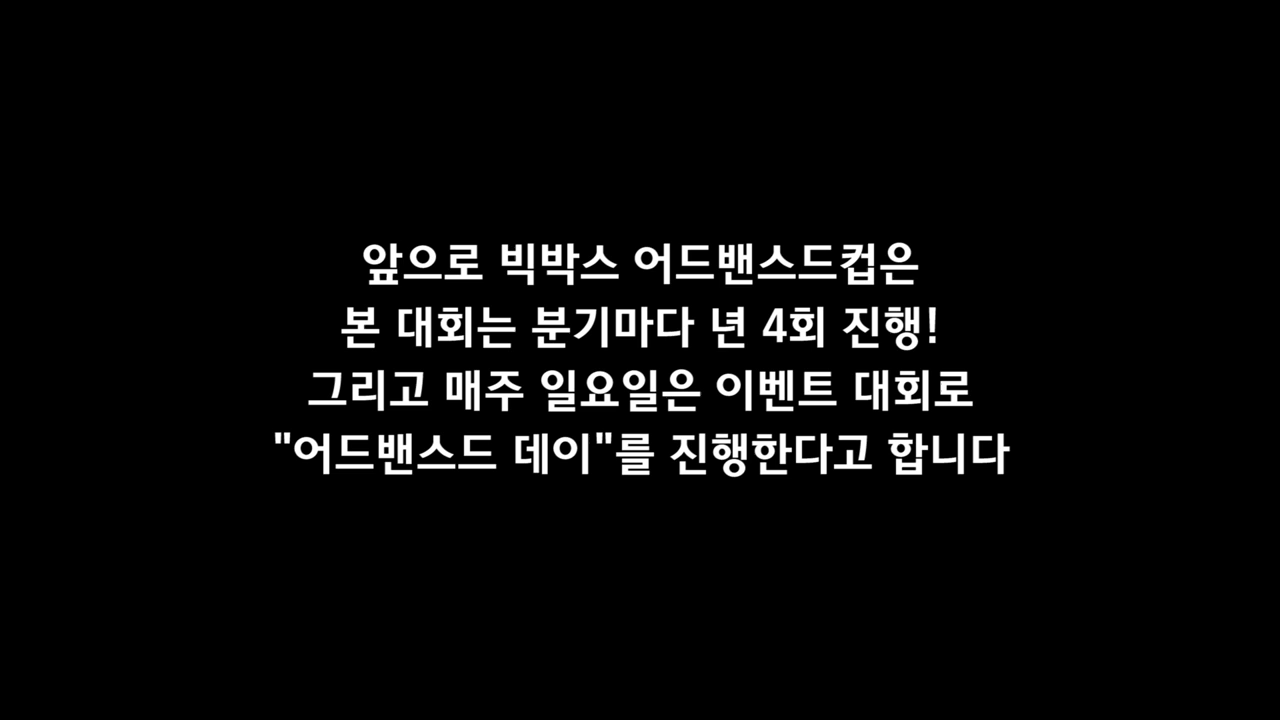 앞으로 빅박스 어드밴스드컵은
본 대회는 분기마다 년 4회 진행!
그리고 매주 일요일은 이벤트 대회로
"어드밴스드 데이"를 진행한다고 합니다